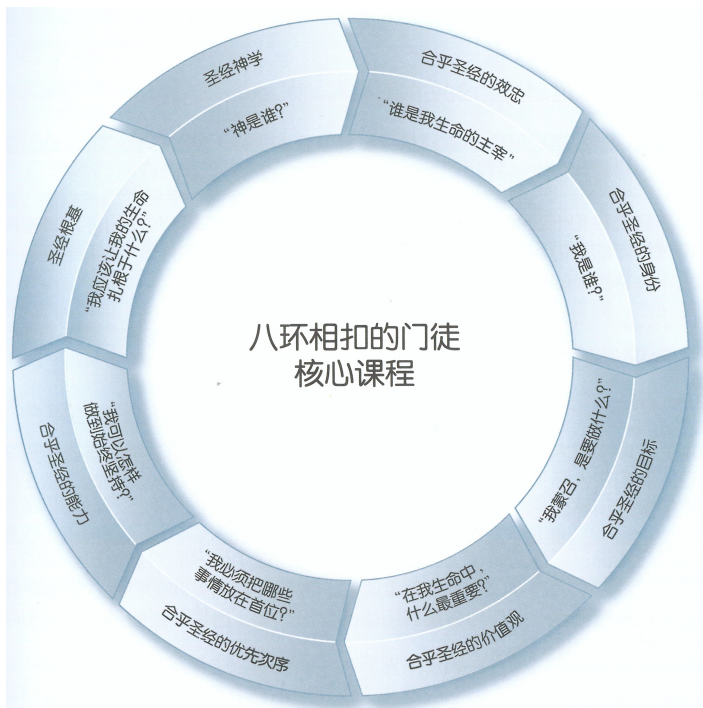 八环相扣的门徒
核心课程
圣经神学
“神是谁?”
合乎圣经的效忠
“谁是我生命的主宰”
合乎圣经的身份
“我是谁?”
合乎圣经的目标
“我蒙召，是要做什么?”
合乎圣经的价值观
“在我生命中，
什么最重要?”
合乎圣经的优先次序
“我必须把哪些
事情放在首位?”
合乎圣经的能力
“我可以怎样
做到始终坚持?”
圣经根基
“我应该让我的生命
扎根于什么?”